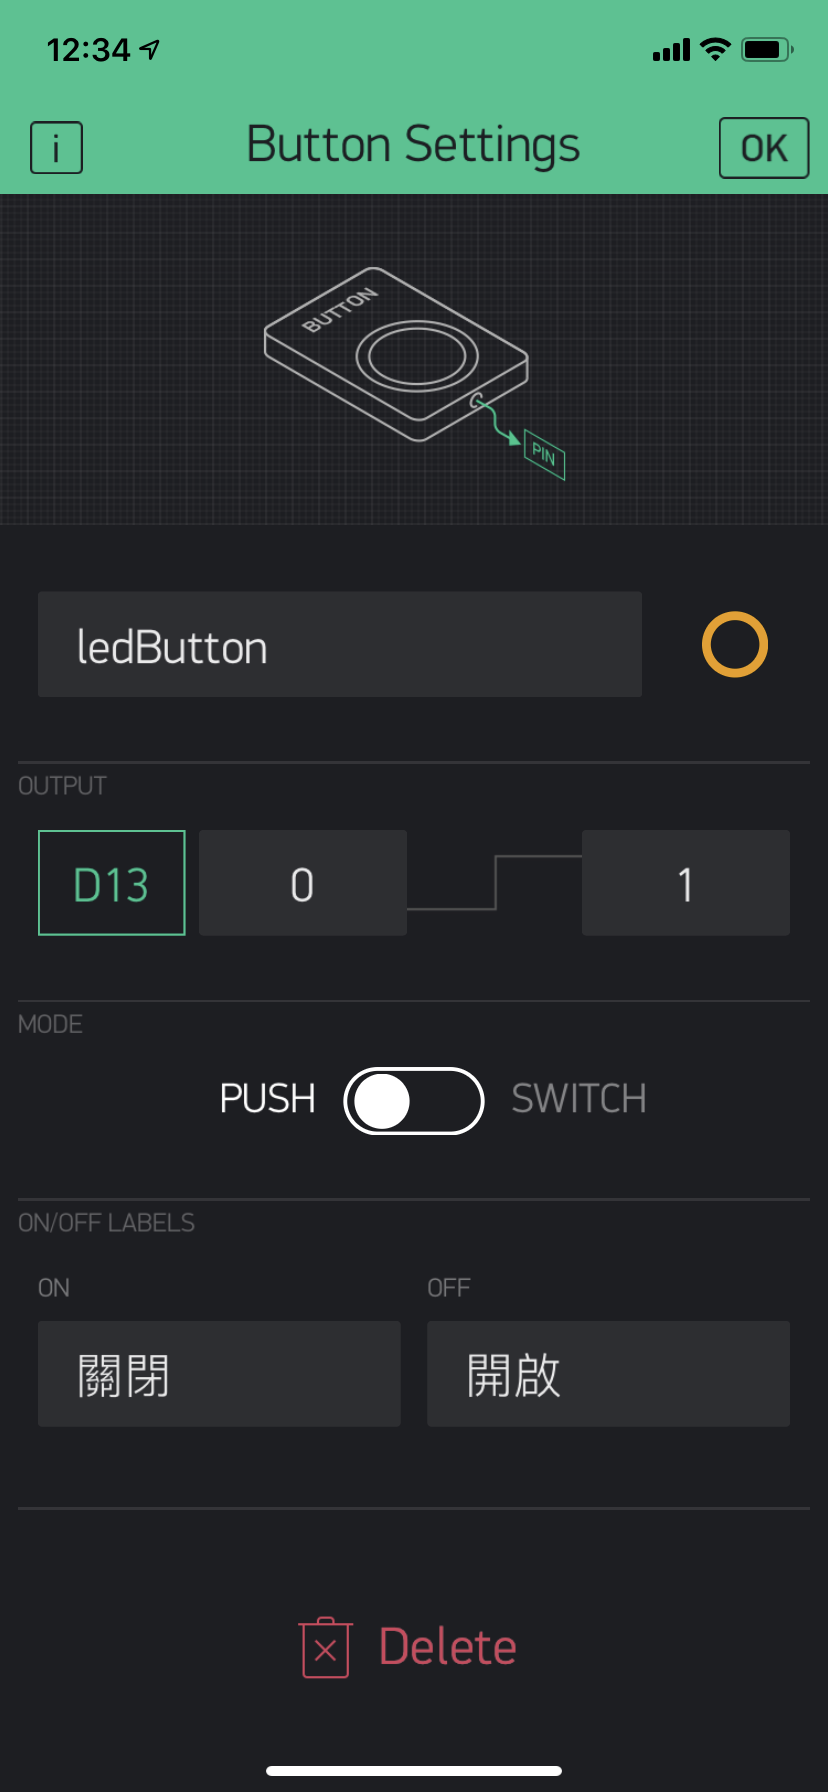 12:34
i
Button Settings
OK
BUTTON
PIN
ledButton
OUTPUT
D13
0
1
MODE
PUSH
SWITCH
ON/OFF LABELS
ON
OFF
關閉
開啟
Delete